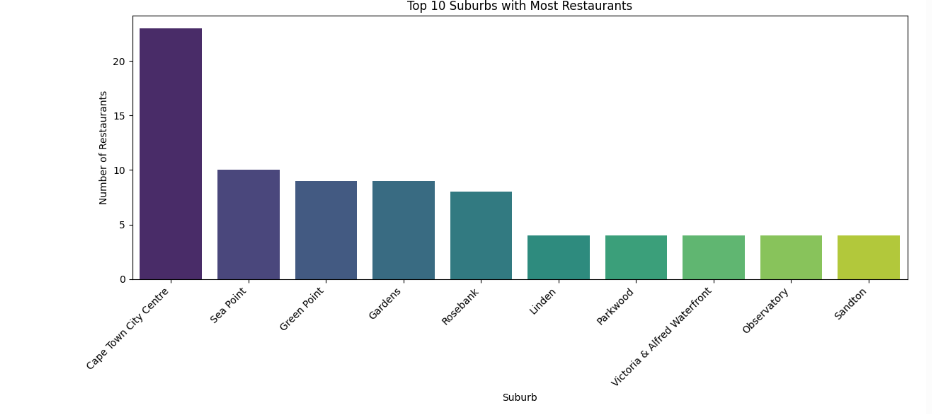 Top 10 Suburbs with Most Restaurants
Number of Restaurants
20
15
10
5
0
Cape Town City Centre
Sea Point
Green Point
Gardens
Rosebank
Linden
Parkwood
Victoria & Alfred Waterfront
Observatory
Sandton
Suburb